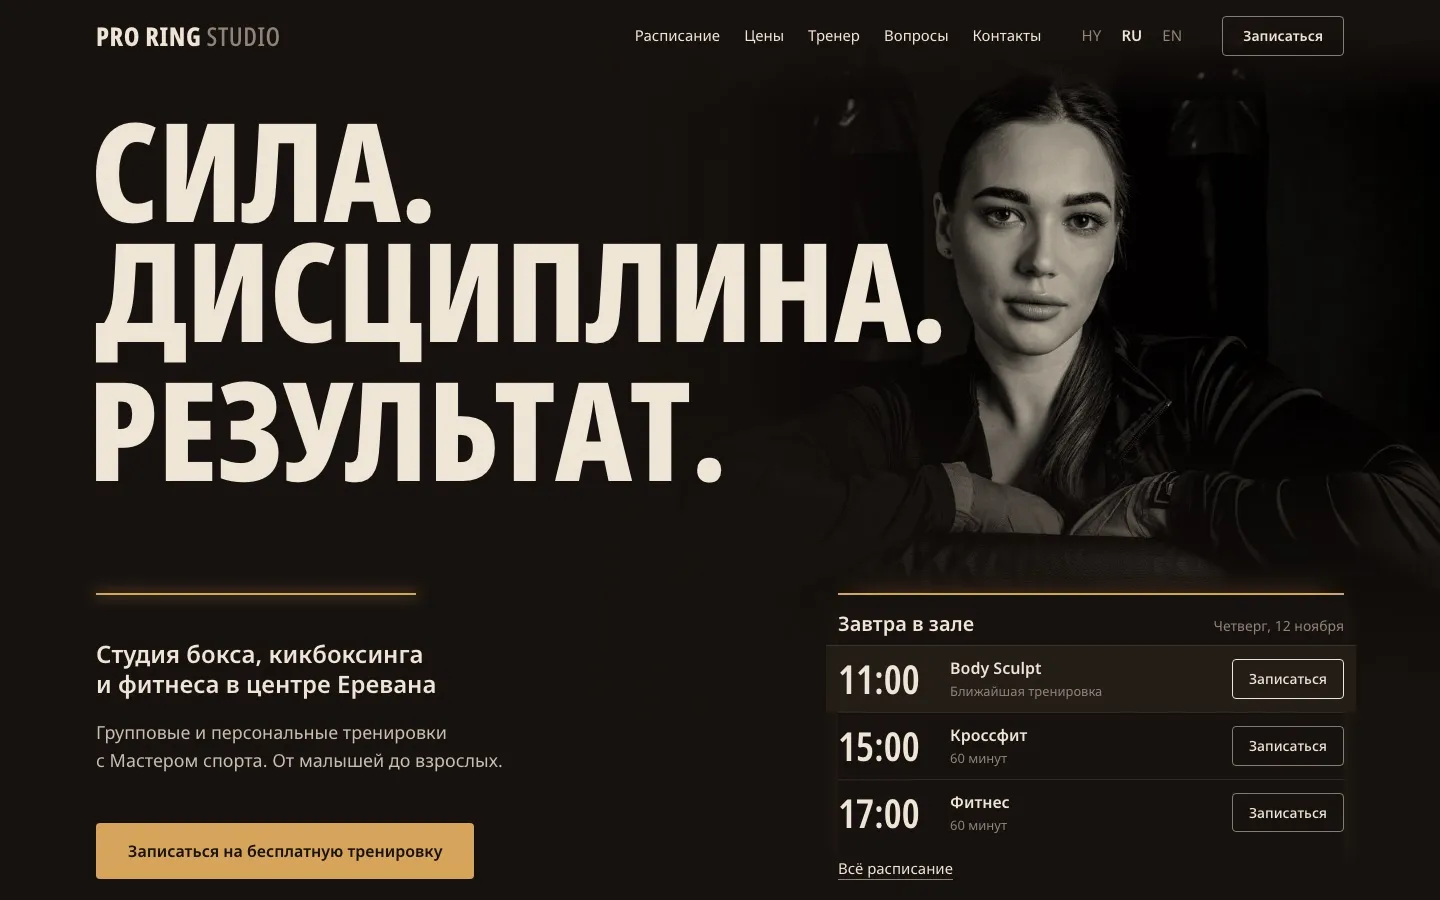 PRO RING STUDIO
Расписание Цены Тренер Вопросы Контакты HY RU EN Записаться
СИЛА.
ДИСЦИПЛИНА.
РЕЗУЛЬТАТ.
Студия бокса, кикбоксинга
и фитнеса в центре Еревана
Групповые и персональные тренировки
с Мастером спорта. От малышей до взрослых.
Записаться на бесплатную тренировку
Завтра в зале Четверг, 12 ноября
11:00 Body Sculpt Записаться
Ближайшая тренировка
15:00 Кроссфит Записаться
60 минут
17:00 Фитнес Записаться
60 минут
Всё расписание